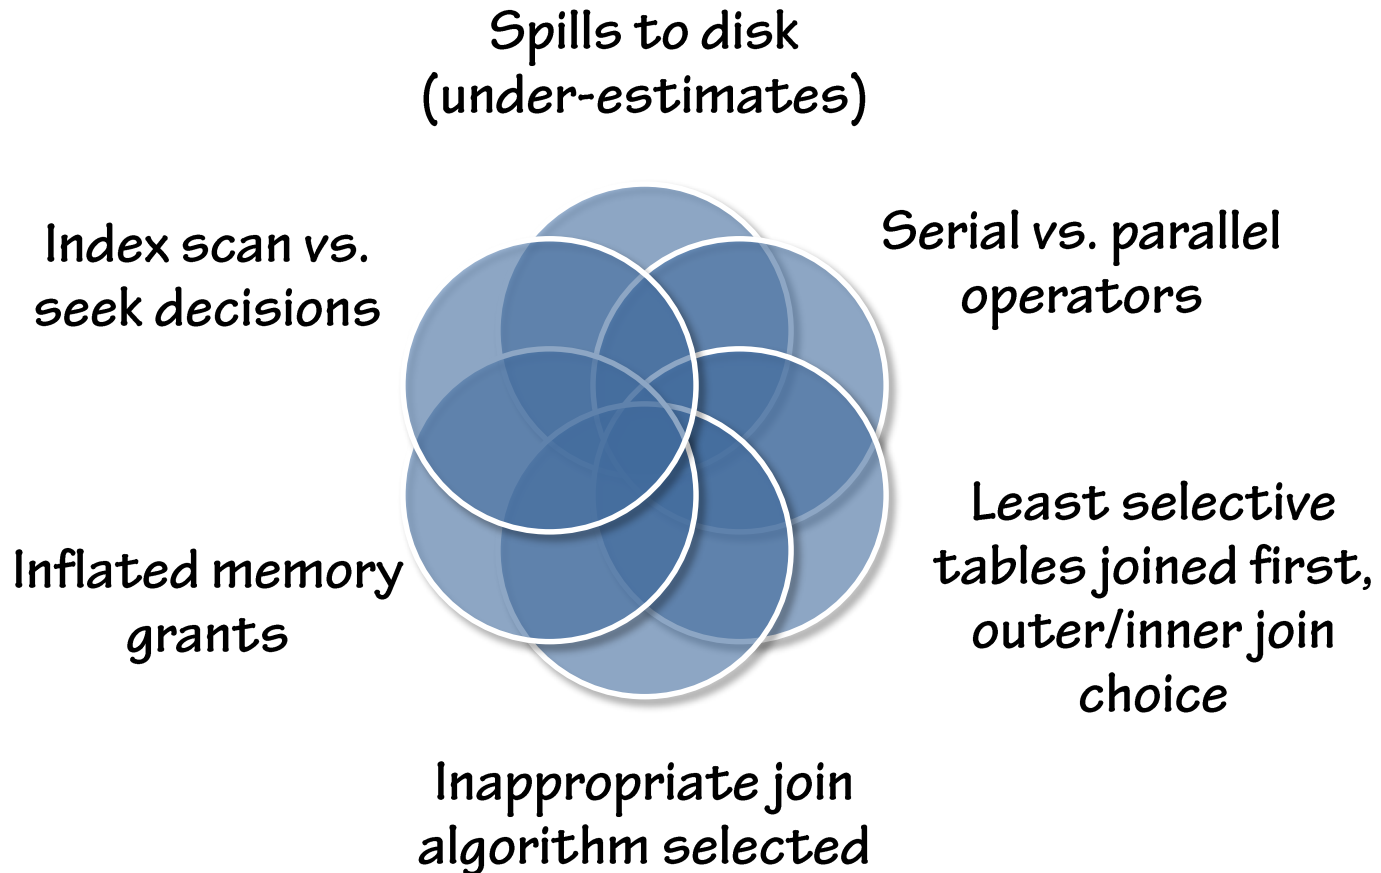 Spills to disk
(under-estimates)
Index scan vs.
seek decisions
Serial vs. parallel
operators
Least selective
tables joined first,
outer/inner join
choice
Inflated memory
grants
Inappropriate join
algorithm selected